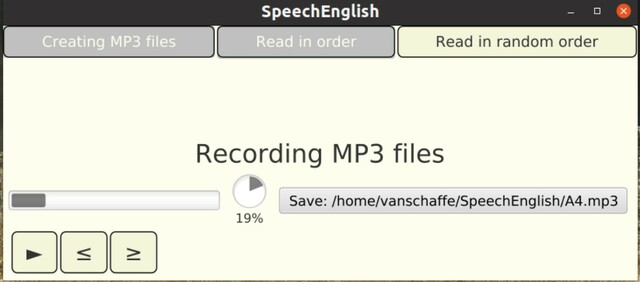 SpeechEnglish
Creating MP3 files
Read in order
Read in random order
Recording MP3 files
19%
Save: /home/vanschaffe/SpeechEnglish/A4.mp3
► ≤ ≥